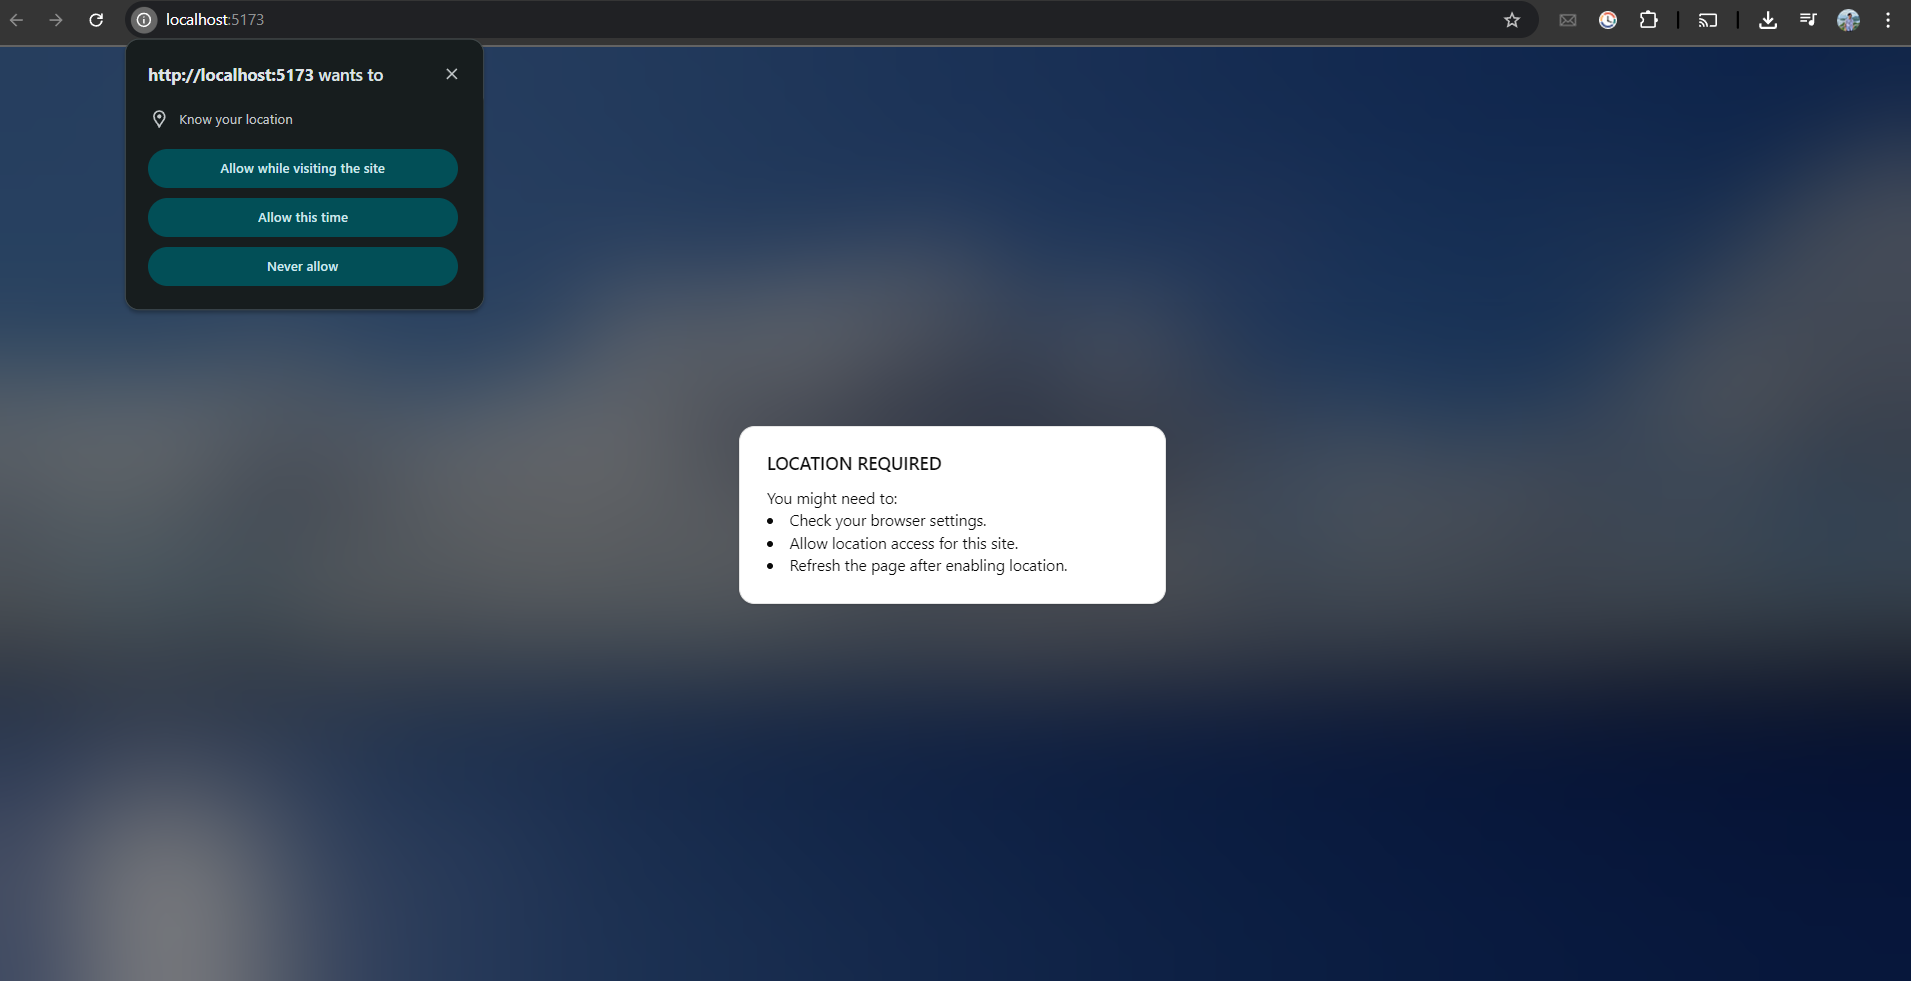 localhost:5173
http://localhost:5173 wants to
Know your location
Allow while visiting the site
Allow this time
Never allow
LOCATION REQUIRED
You might need to:
• Check your browser settings.
• Allow location access for this site.
• Refresh the page after enabling location.